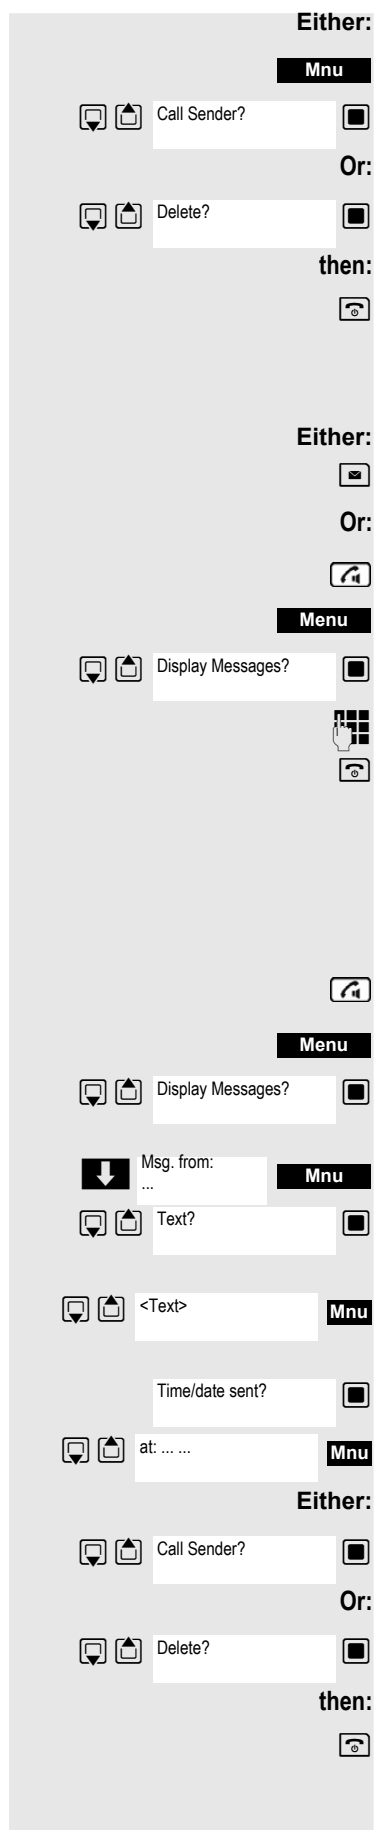 Either:
Mnu
Call Sender?
Or:
Delete?
then:
Either:
Or:
Menu
Display Messages?
Menu
Display Messages?
Msg. from:
...
Mnu
Text?
<Text>
Mnu
Time/date sent?
at: ... ...
Mnu
Either:
Call Sender?
Or:
Delete?
then: